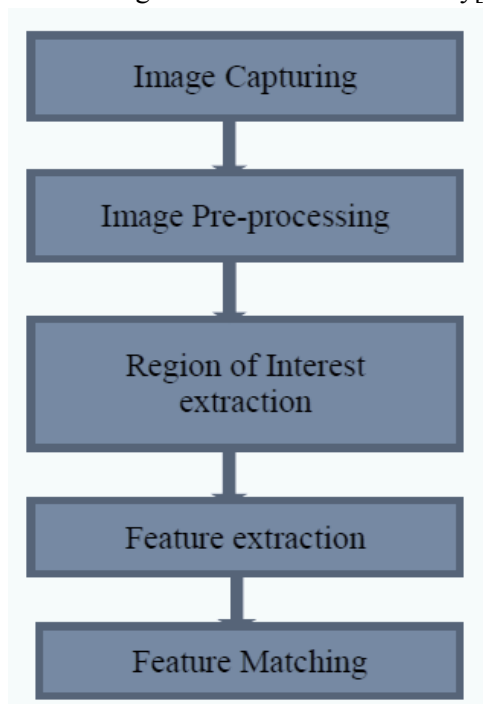 Image Capturing
Image Pre-processing
Region of Interest
extraction
Feature extraction
Feature Matching